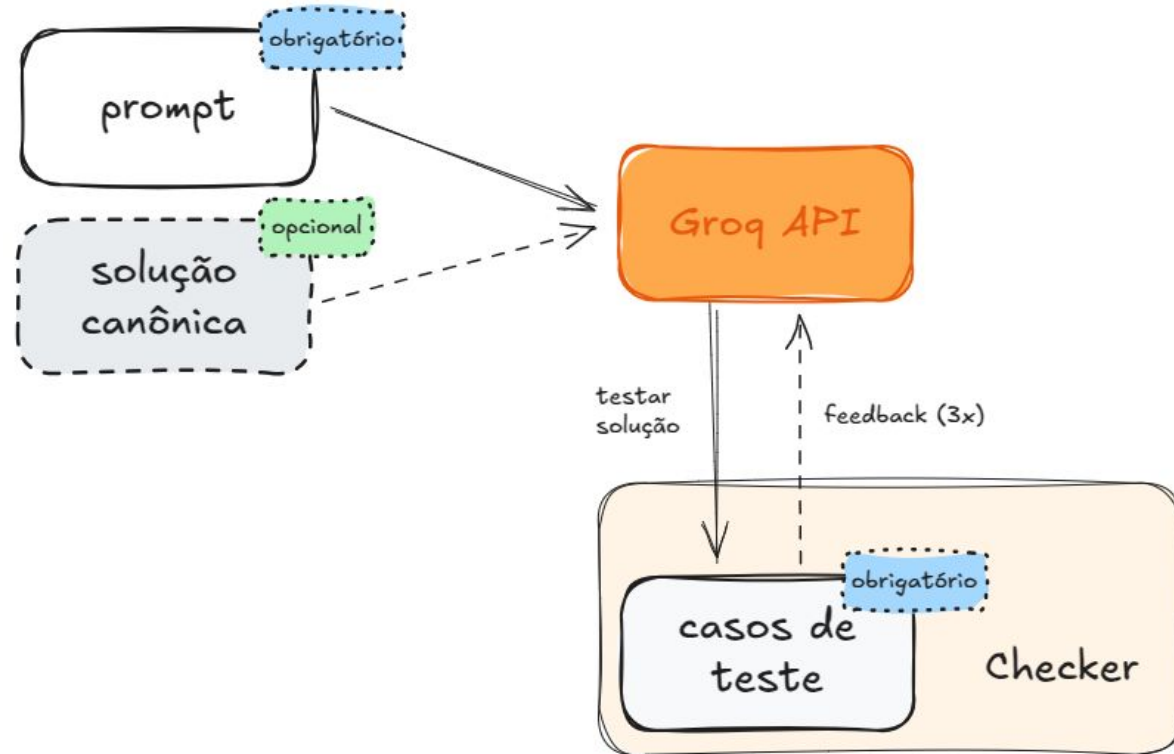 obrigatório
prompt
opcional
solução
canônica
Groq API
testar
solução
feedback (3x)
obrigatório
casos de
teste
Checker